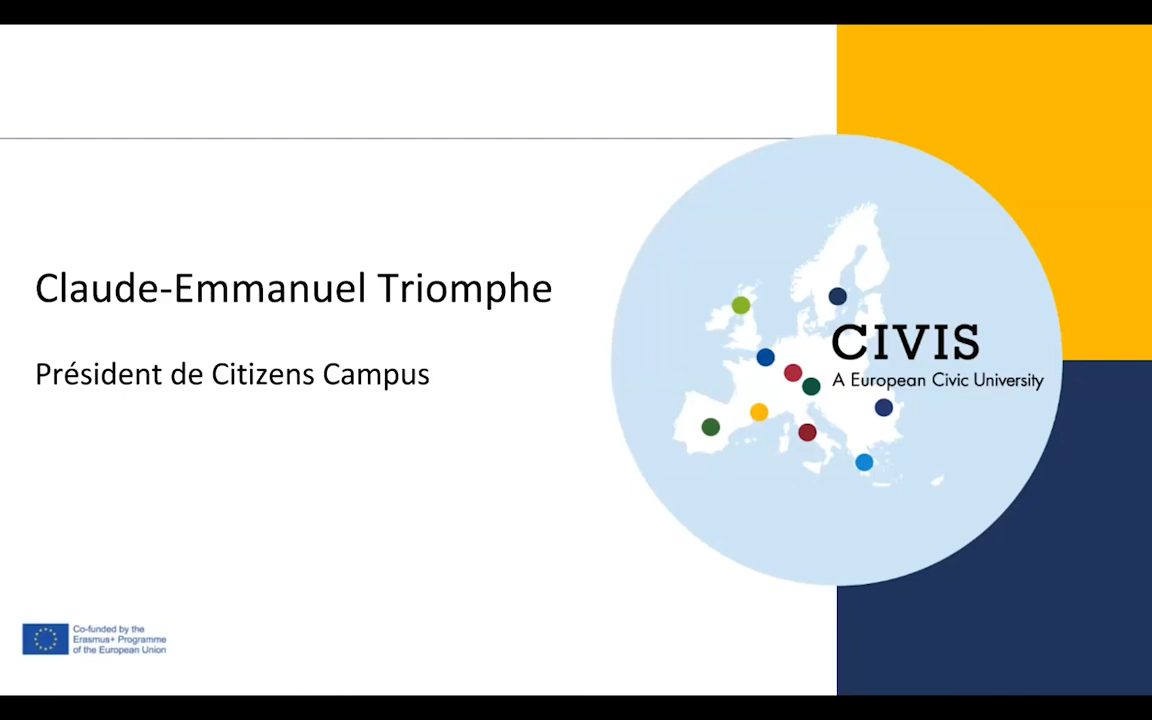 Claude-Emmanuel Triomphe
Président de Citizens Campus
CIVIS
A European Civic University
Co-funded by the
Erasmus+ Programme
of the European Union